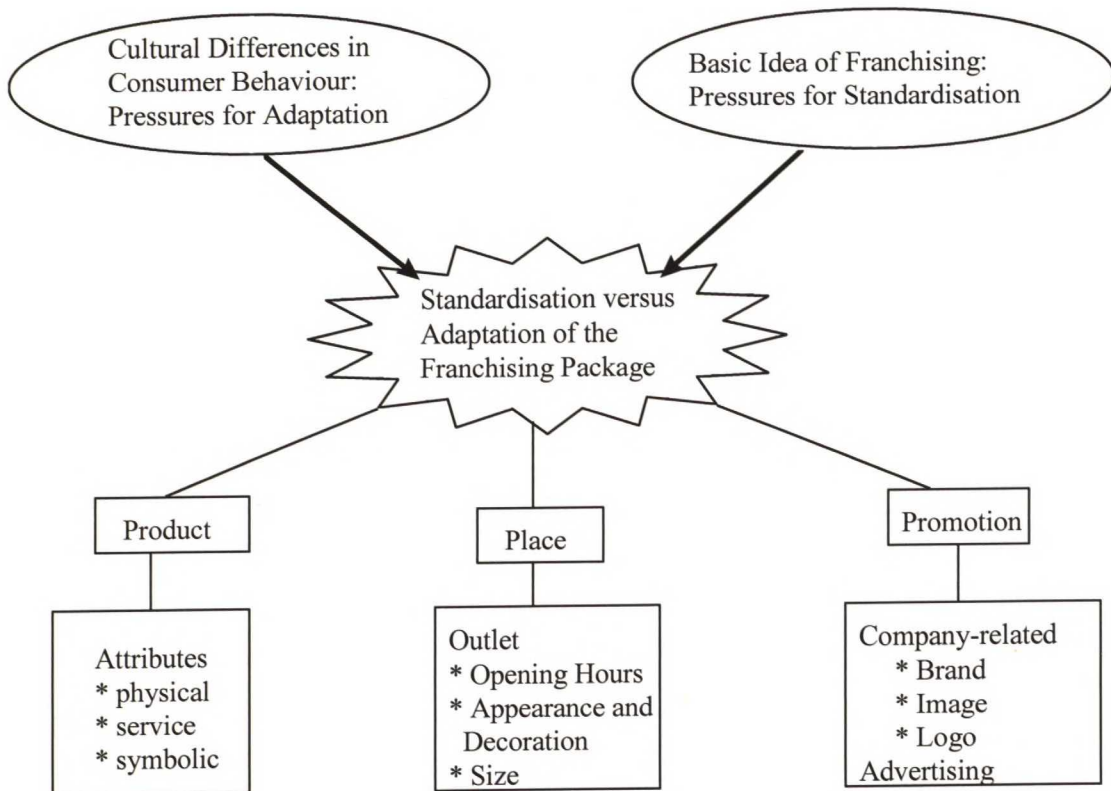 Cultural Differences in
Consumer Behaviour:
Pressures for Adaptation
Basic Idea of Franchising:
Pressures for Standardisation
Standardisation versus
Adaptation of the
Franchising Package
Product
Place
Promotion
Attributes
* physical
* service
* symbolic
Outlet
* Opening Hours
* Appearance and
Decoration
* Size
Company-related
* Brand
* Image
* Logo
Advertising